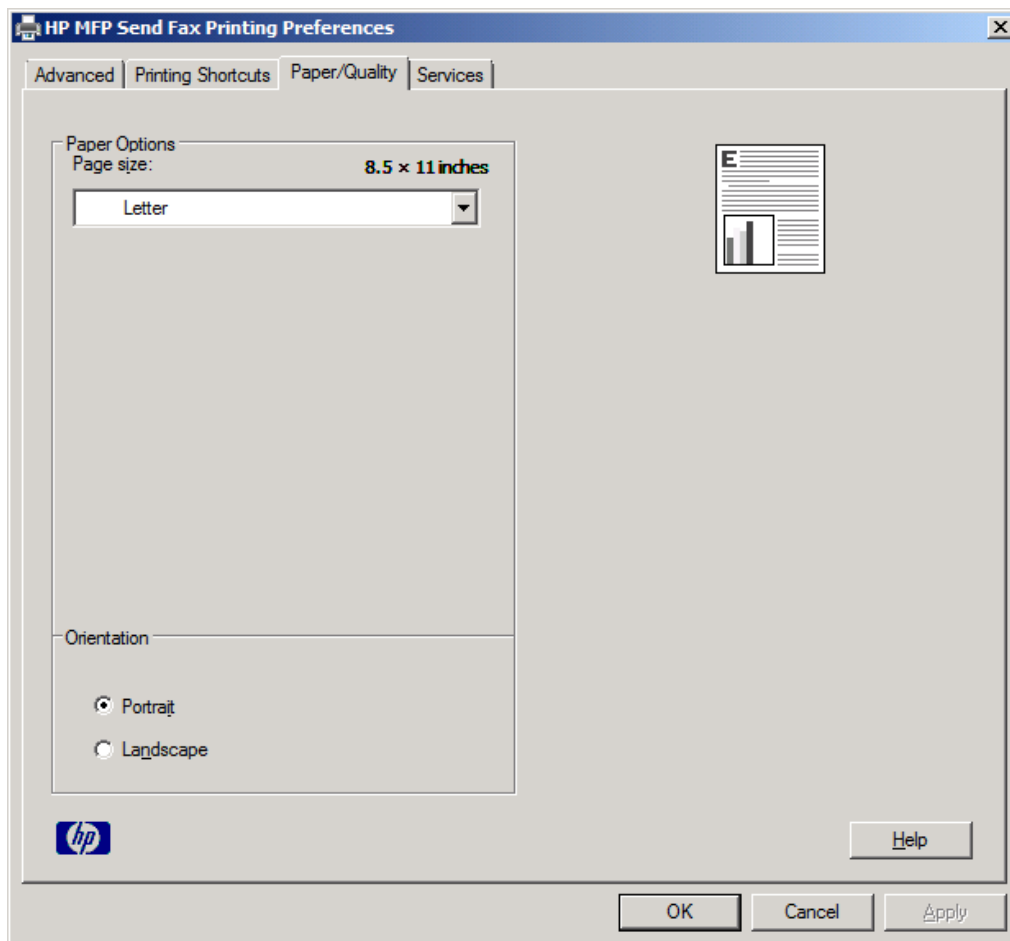 HP MFP Send Fax Printing Preferences
Advanced Printing Shortcuts Paper/Quality Services
Paper Options
Page size: 8.5 × 11 inches
Letter
E
Orientation
Portrait
Landscape
hp
Help
OK Cancel Apply